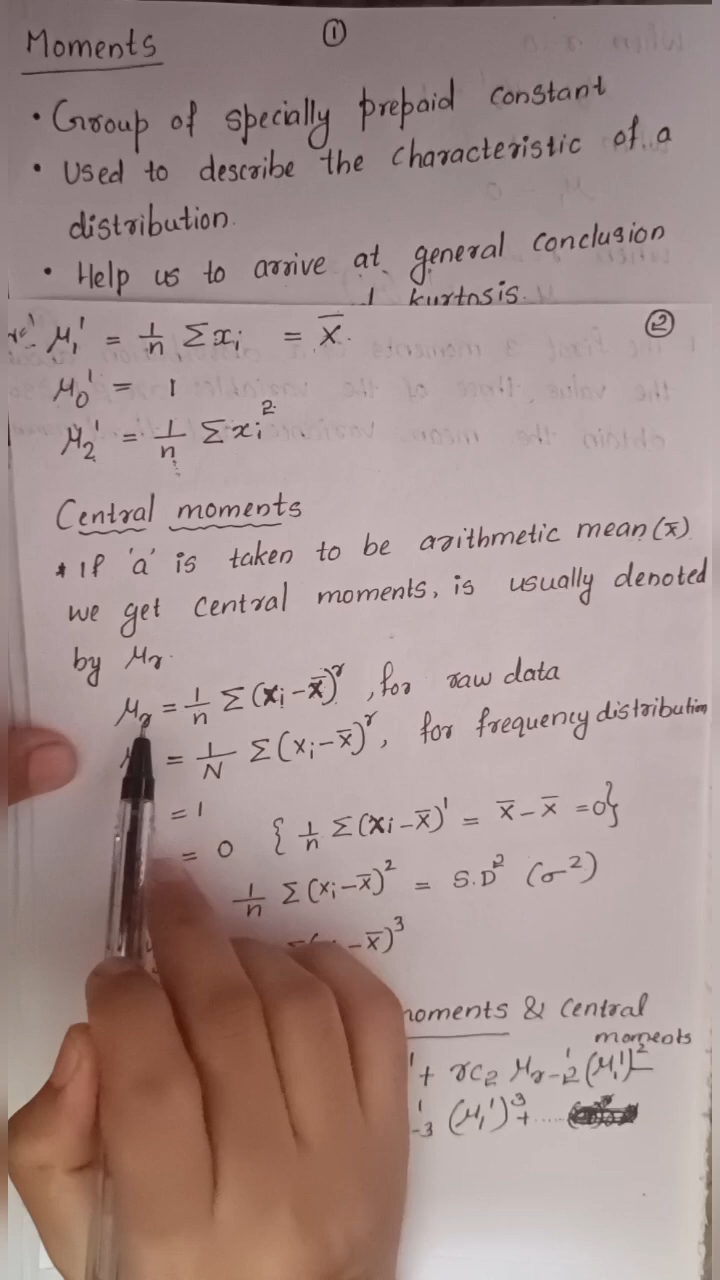 Moments
①
• Group of specially prepaid constant
• Used to describe the characteristic of a
distribution.
• Help us to arrive at general conclusion
kurtosis.
②
μ₁' = 1/n Σxᵢ = x̄.
μ₀' = 1
μ₂' = 1/n Σxᵢ²
Central moments
* If 'a' is taken to be arithmetic mean (x̄)
we get Central moments, is usually denoted
by μᵣ.
μᵣ = 1/n Σ(xᵢ-x̄)ʳ, for raw data
= 1/N Σ(xᵢ-x̄)ʳ, for frequency distribution
= 1
= 0 {1/n Σ(xᵢ-x̄)¹ = x̄-x̄ =0}
1/n Σ(xᵢ-x̄)² = S.D² (σ²)
-x̄)³
moments & Central
moments
' + rc₂ μᵣ₋₂' (μ₁')²
₋₃' (μ₁')³ + .....